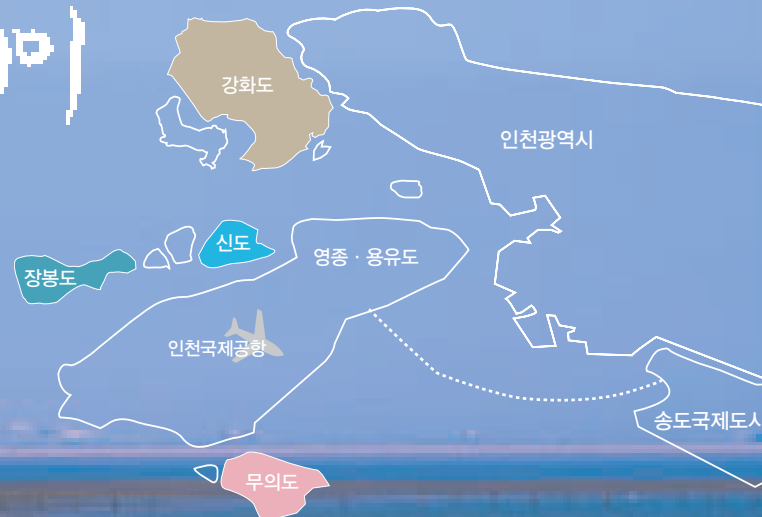 강화도
인천광역시
신도
영종 · 용유도
장봉도
인천국제공항
송도국제도시
무의도